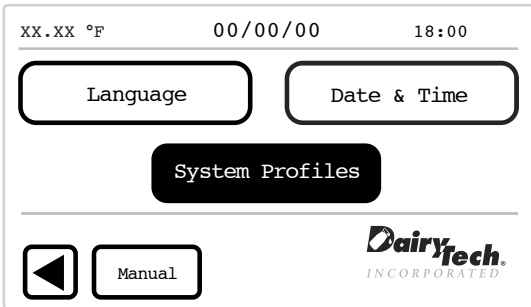 XX.XX °F 00/00/00 18:00
Language Date & Time
System Profiles
DairyTech®
Manual
INCORPORATED